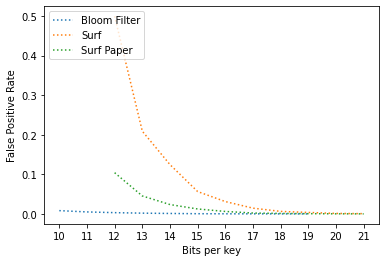 Bloom Filter
Surf
Surf Paper
False Positive Rate
0.5
0.4
0.3
0.2
0.1
0.0
10 11 12 13 14 15 16 17 18 19 20 21
Bits per key